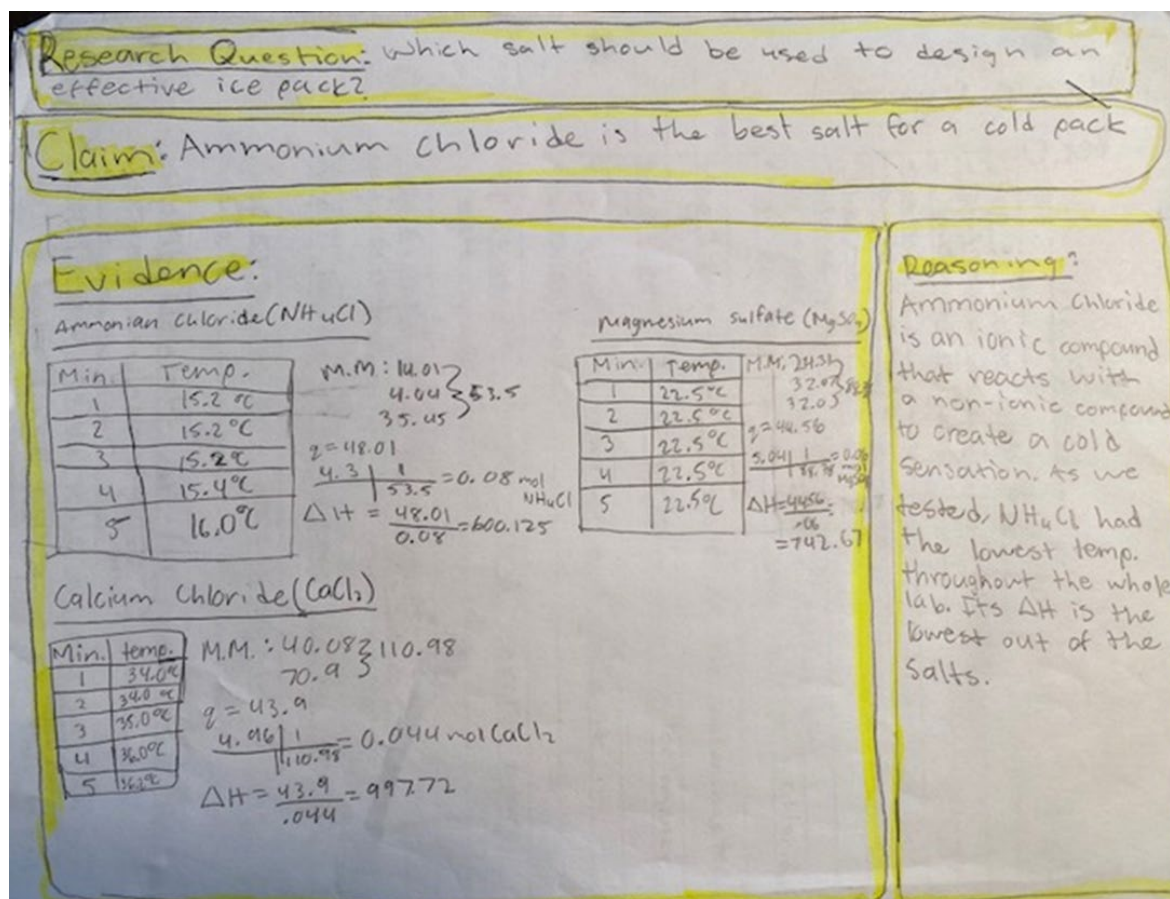 Research Question: Which salt should be used to design an
effective ice pack?
Claim: Ammonium chloride is the best salt for a cold pack
Evidence:
Ammonian chloride (NH4Cl)
Min. Temp.
1 15.2 °C
2 15.2°C
3 15.2°C
4 15.4°C
5 16.0°C
M.M: 14.01
4.04 53.5
35.45
q=48.01
4.3 1 =0.08 mol
53.5 NH4Cl
ΔH = 48.01 =600.125
0.08
Magnesium sulfate
Min. Temp.
1 22.5°C
2 22.5°C
3 22.5°C
4 22.5°C
5 22.5°C
M.M.
32.03
q=44.56
5.04 1
ΔH=
.06
=742.67
Calcium Chloride (CaCl2)
Min. temp.
1 34.0°C
2 34.0 °C
3 35.0°C
4 36.0°C
5
M.M.: 40.08 110.98
70.9
q = 43.9
4.96 1 = 0.044 mol CaCl2
110.98
ΔH = 43.9 = 997.72
.044
Reasoning:
Ammonium Chloride
is an ionic compound
that reacts with
a non-ionic compound
to create a cold
sensation. As we
tested, NH4Cl had
the lowest temp.
throughout the whole
lab. Its ΔH is the
lowest out of the
salts.